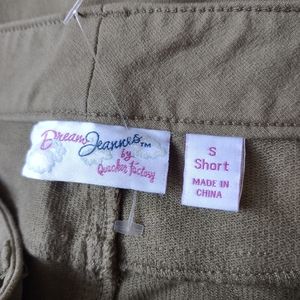 Dream Jeannes™
by
Quacker Factory
S
Short
MADE IN
CHINA